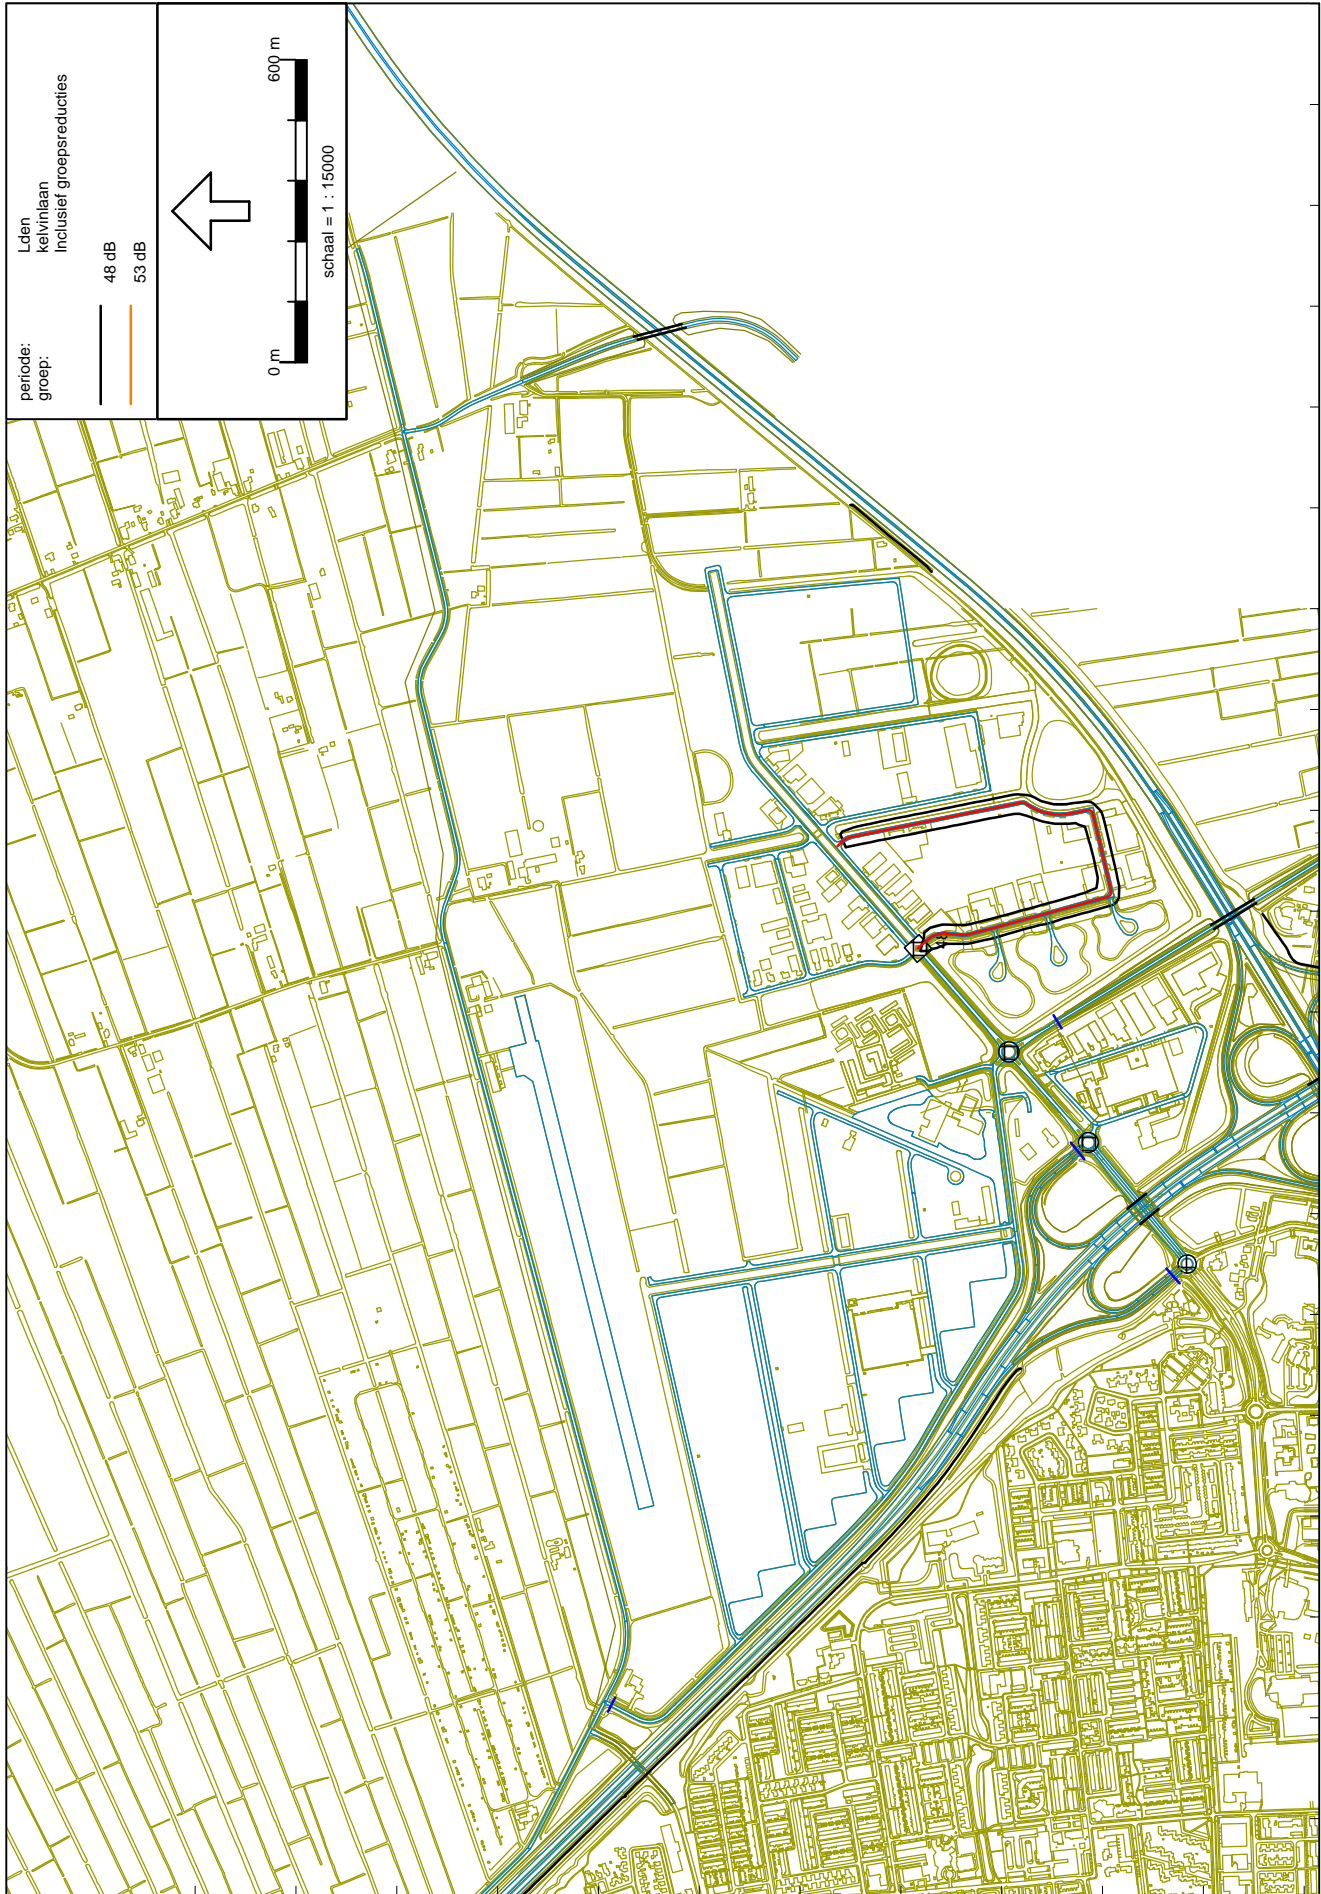 periode: Lden
groep: kelvinlaan
Inclusief groepsreducties
48 dB
53 dB
0 m 600 m
schaal = 1 : 15000